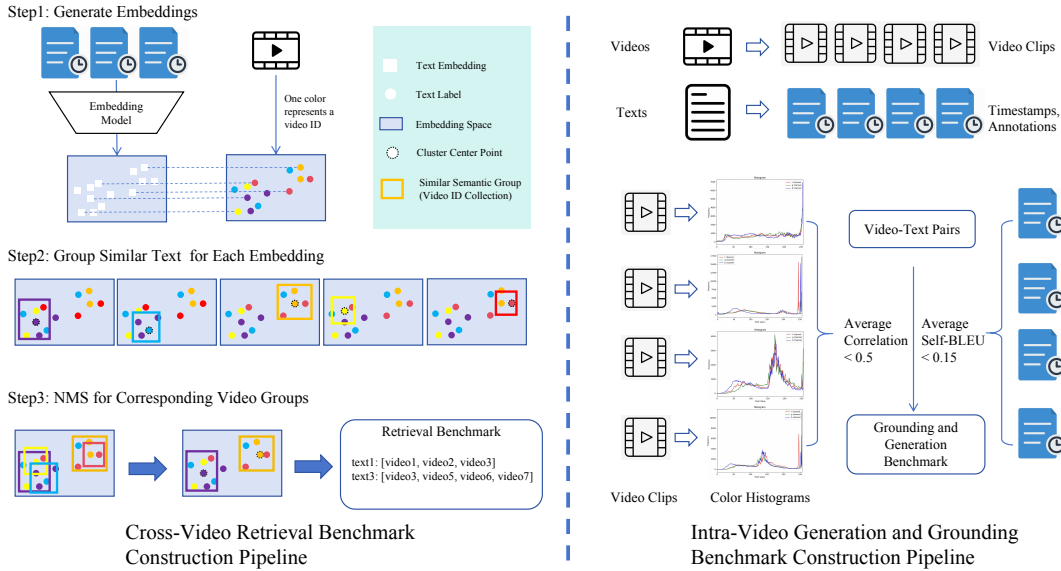 Step1: Generate Embeddings
Embedding
Model
One color
represents a
video ID
Text Embedding
Text Label
Embedding Space
Cluster Center Point
Similar Semantic Group
(Video ID Collection)
Step2: Group Similar Text for Each Embedding
Step3: NMS for Corresponding Video Groups
Retrieval Benchmark
text1: [video1, video2, video3]
text3: [video3, video5, video6, video7]
Cross-Video Retrieval Benchmark
Construction Pipeline
Videos
Video Clips
Texts
Timestamps,
Annotations
Video-Text Pairs
Average
Correlation
< 0.5
Average
Self-BLEU
< 0.15
Grounding and
Generation
Benchmark
Video Clips
Color Histograms
Intra-Video Generation and Grounding
Benchmark Construction Pipeline